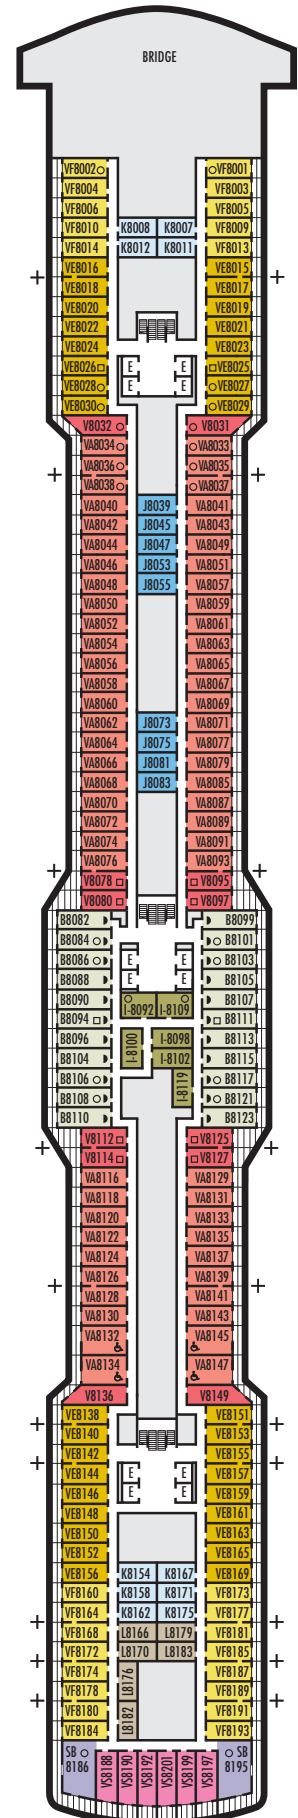 BRIDGE
VF8002 VF8001
VF8004 VF8003
VF8006 VF8005
VF8010 K8008 K8007 VF8009
VF8014 K8012 K8011 VF8013
VE8016 VE8015
VE8018 VE8017
VE8020 VE8019
VE8022 VE8021
VE8024 VE8023
VE8026 E E VE8025
VE8028 E E VE8027
VE8030 VE8029
V8032 V8031
VA8034 VA8033
VA8036 VA8035
VA8038 VA8037
VA8040 J8039 VA8041
VA8042 J8045 VA8043
VA8044 J8047 VA8049
VA8046 J8053 VA8051
VA8048 J8055 VA8057
VA8050 VA8059
VA8052 VA8061
VA8054 VA8063
VA8056 VA8065
VA8058 VA8067
VA8060 VA8069
VA8062 J8073 VA8071
VA8064 J8075 VA8077
VA8066 J8081 VA8079
VA8068 J8083 VA8085
VA8070 VA8087
VA8072 VA8089
VA8074 VA8091
VA8076 VA8093
V8078 V8095
V8080 V8097
B8082 B8099
B8084 B8101
B8086 E E B8103
B8088 E E B8105
B8090 I-8092 I-8109 B8107
B8094 B8111
B8096 I-8100 I-8098 B8113
B8104 I-8102 B8115
B8106 I-8119 B8117
B8108 B8121
B8110 B8123
V8112 V8125
V8114 V8127
VA8116 VA8129
VA8118 VA8131
VA8120 VA8133
VA8122 VA8135
VA8124 VA8137
VA8126 VA8139
VA8128 VA8141
VA8130 VA8143
VA8132 VA8145
VA8134 VA8147
V8136 V8149
VE8138 VE8151
VE8140 VE8153
VE8142 VE8155
VE8144 E E VE8157
VE8146 E E VE8159
VE8148 VE8161
VE8150 VE8163
VE8152 VE8165
VE8156 K8154 K8167 VE8169
VF8160 K8158 K8171 VF8173
VF8164 K8162 K8175 VF8177
VF8168 L8166 L8179 VF8181
VF8172 L8170 L8183 VF8185
VF8174 L8176 VF8187
VF8178 VF8189
VF8180 L8182 VF8191
VF8184 VF8193
SB 8186 VS8188 VS8190 VS8192 VS8201 VS8199 VS8197 SB 8195